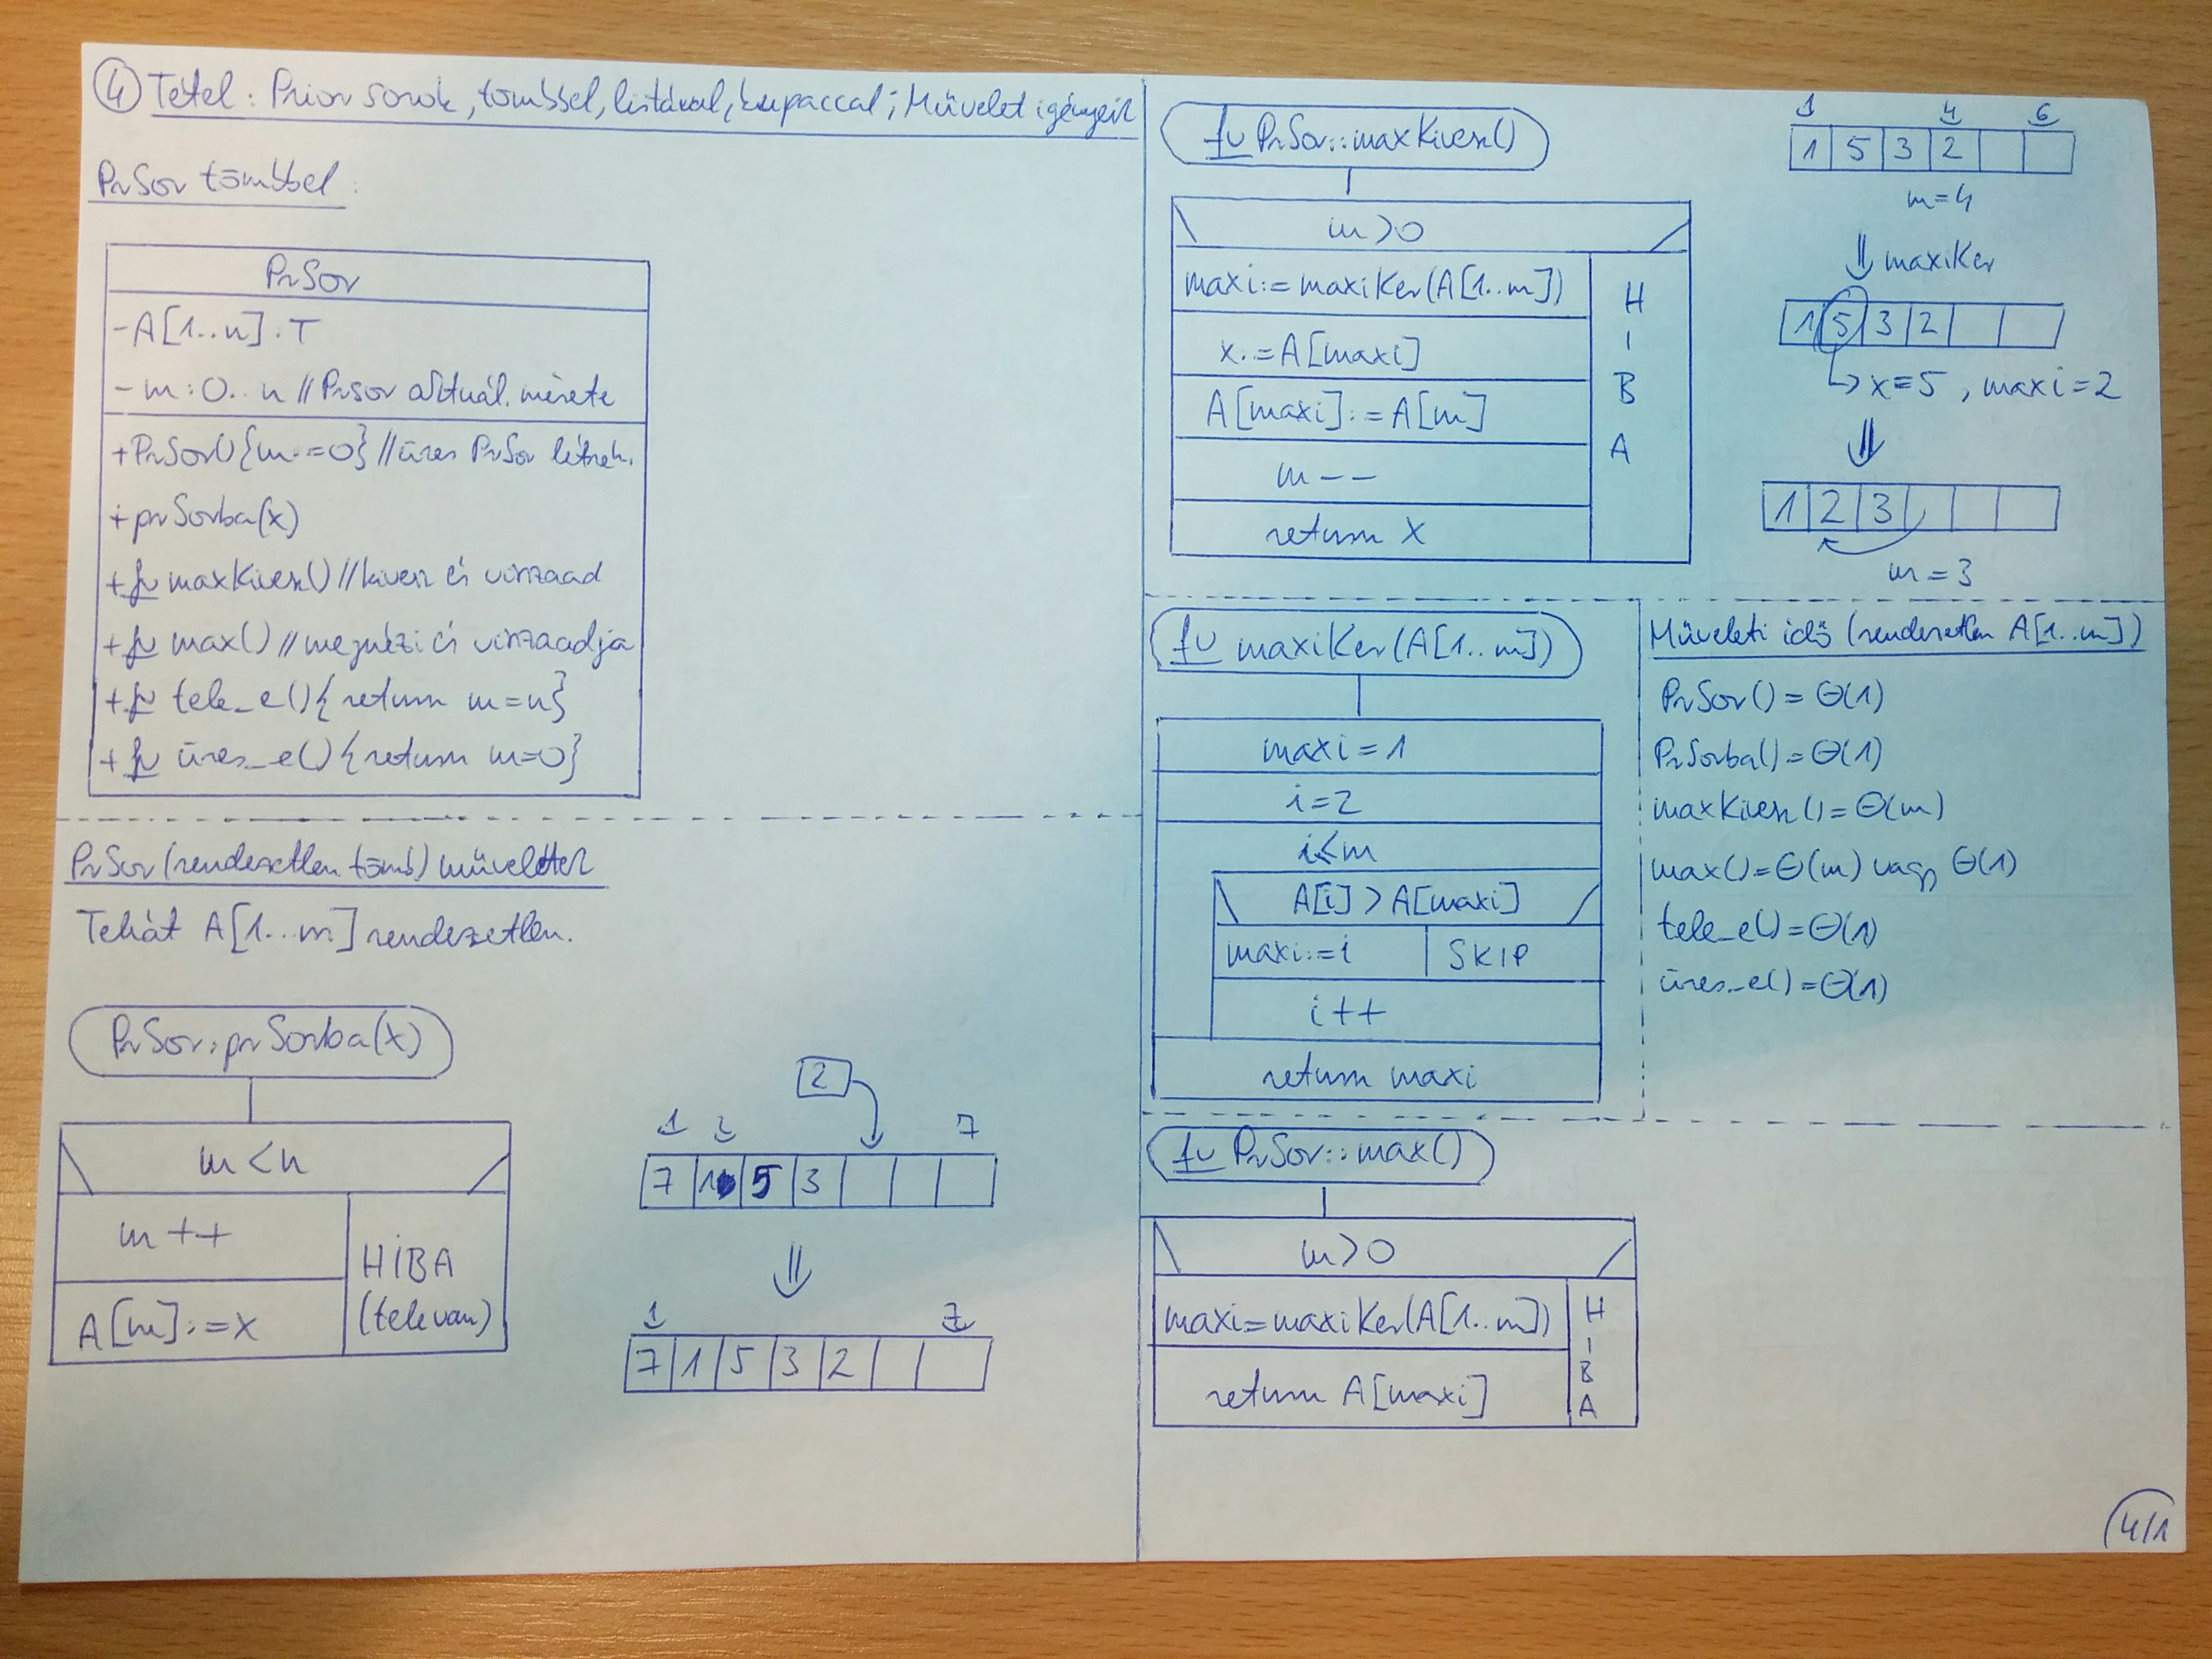 ④ Tétel: Prior sorok, tömbbel, listával, kupaccal; Művelet igényeik
PrSor tömbbel:
PrSor
-A[1..n]:T
-m:0..n //Prsor aktuál. mérete
+PrSor(){m:=0} //üres PrSor létreh.
+prSorba(x)
+fv maxKivesz() //kivesz és visszaad
+fv max() //megnézi és visszaadja
+fv tele_e(){return m=n}
+fv üres_e(){return m=0}
PrSor(rendezetlen tömb) műveletek
Tehát A[1...m] rendezetlen.
PrSor::prSorba(x)
m<n
m++
A[m]:=x
HIBA
(tele van)
2
1 2 7
7 1 5 3
⇓
1 7
7 1 5 3 2
fv PrSor::maxKivesz()
m>0
maxi:=maxiKer(A[1..m])
x:=A[maxi]
A[maxi]:=A[m]
m--
return x
H
I
B
A
1 4 6
1 5 3 2
m=4
⇓ maxiKer
1 5 3 2
↳ x=5, maxi=2
⇓
1 2 3
m=3
fv maxiKer(A[1..m])
maxi=1
i=2
i≤m
A[i]>A[maxi]
maxi:=i SKIP
i++
return maxi
Műveleti idő (rendezetlen A[1..m])
PrSor()=Θ(1)
PrSorba()=Θ(1)
maxKivesz()=Θ(m)
max()=Θ(m) vagy Θ(1)
tele_e()=Θ(1)
üres_e()=Θ(1)
fv PrSor::max()
m>0
maxi=maxiKer(A[1..m])
return A[maxi]
H
I
B
A
4/1